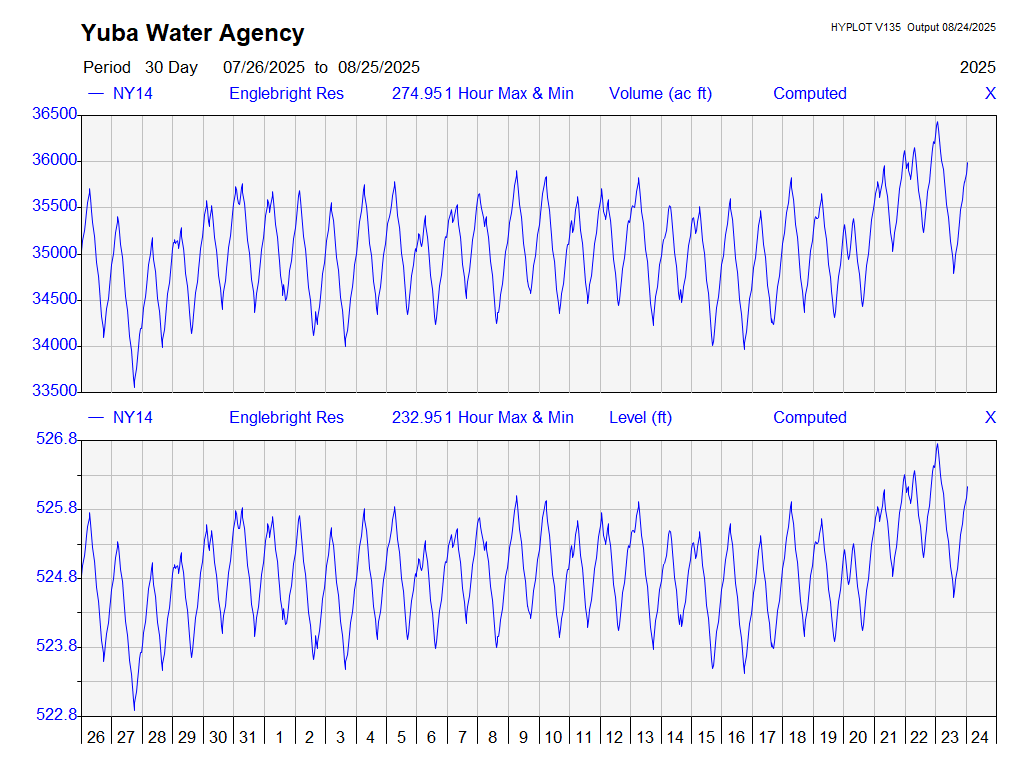 Yuba Water Agency
HYPLOT V135 Output 08/24/2025
Period 30 Day 07/26/2025 to 08/25/2025
2025
— NY14 Englebright Res 274.951 Hour Max & Min Volume (ac ft) Computed X
36500
36000
35500
35000
34500
34000
33500
— NY14 Englebright Res 232.951 Hour Max & Min Level (ft) Computed X
526.8
525.8
524.8
523.8
522.8
26 27 28 29 30 31 1 2 3 4 5 6 7 8 9 10 11 12 13 14 15 16 17 18 19 20 21 22 23 24